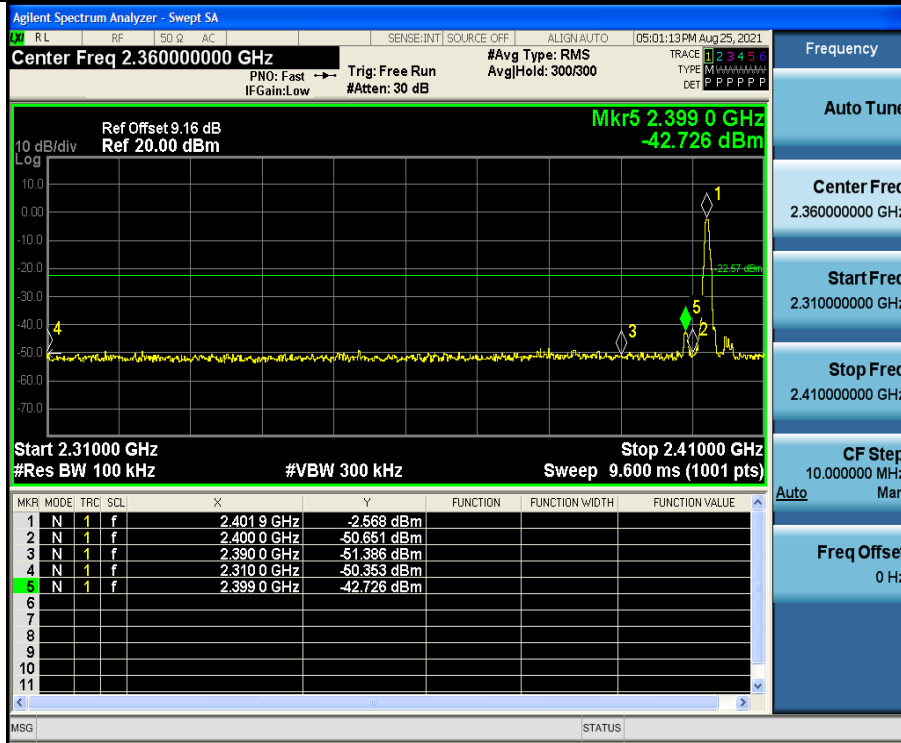 Agilent Spectrum Analyzer - Swept SA
LXI RL RF 50 Ω AC SENSE:INT SOURCE OFF ALIGN AUTO 05:01:13 PM Aug 25, 2021
Center Freq 2.360000000 GHz
PNO: Fast
IFGain:Low
Trig: Free Run
#Atten: 30 dB
#Avg Type: RMS
Avg|Hold: 300/300
TRACE 1 2 3 4 5 6
TYPE M W W W W W
DET P P P P P P
Mkr5 2.399 0 GHz
-42.726 dBm
Ref Offset 9.16 dB
Ref 20.00 dBm
10 dB/div
Log
10.0
0.00
-10.0
-20.0
-30.0
-40.0
-50.0
-60.0
-70.0
1
-22.57 dBm
5
4
3
2
Start 2.31000 GHz Stop 2.41000 GHz
#Res BW 100 kHz #VBW 300 kHz Sweep 9.600 ms (1001 pts)
MKR MODE TRC SCL X Y FUNCTION FUNCTION WIDTH FUNCTION VALUE
1 N 1 f 2.401 9 GHz -2.568 dBm
2 N 1 f 2.400 0 GHz -50.651 dBm
3 N 1 f 2.390 0 GHz -51.386 dBm
4 N 1 f 2.310 0 GHz -50.353 dBm
5 N 1 f 2.399 0 GHz -42.726 dBm
6
7
8
9
10
11
MSG STATUS
Frequency
Auto Tune
Center Freq
2.360000000 GHz
Start Freq
2.310000000 GHz
Stop Freq
2.410000000 GHz
CF Step
10.000000 MHz
Auto Man
Freq Offset
0 Hz